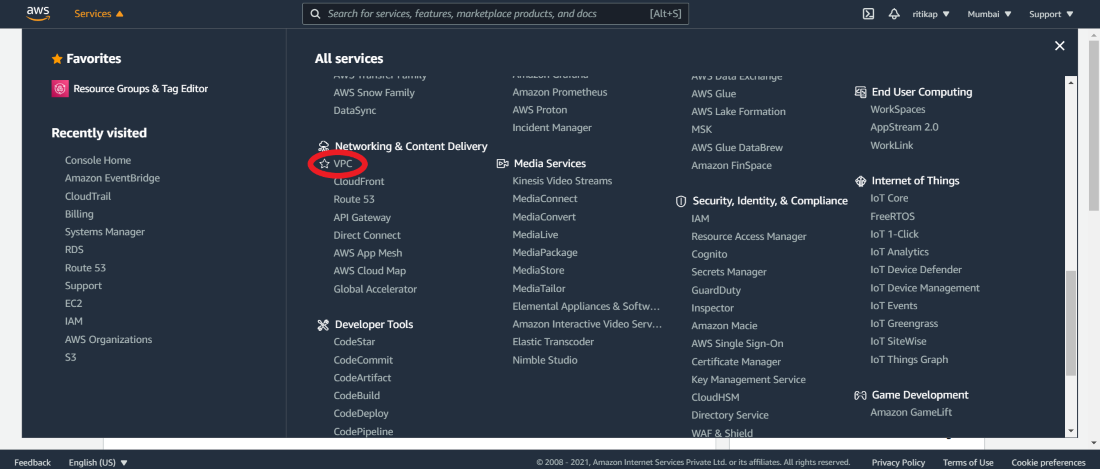 aws
Services
Search for services, features, marketplace products, and docs [Alt+S]
ritikap
Mumbai
Support
Favorites
Resource Groups & Tag Editor
Recently visited
Console Home
Amazon EventBridge
CloudTrail
Billing
Systems Manager
RDS
Route 53
Support
EC2
IAM
AWS Organizations
S3
All services
AWS Transfer Family
AWS Snow Family
DataSync
Networking & Content Delivery
VPC
CloudFront
Route 53
API Gateway
Direct Connect
AWS App Mesh
AWS Cloud Map
Global Accelerator
Developer Tools
CodeStar
CodeCommit
CodeArtifact
CodeBuild
CodeDeploy
CodePipeline
Amazon Grafana
Amazon Prometheus
AWS Proton
Incident Manager
Media Services
Kinesis Video Streams
MediaConnect
MediaConvert
MediaLive
MediaPackage
MediaStore
MediaTailor
Elemental Appliances & Softw...
Amazon Interactive Video Serv...
Elastic Transcoder
Nimble Studio
AWS Data Exchange
AWS Glue
AWS Lake Formation
MSK
AWS Glue DataBrew
Amazon FinSpace
Security, Identity, & Compliance
IAM
Resource Access Manager
Cognito
Secrets Manager
GuardDuty
Inspector
Amazon Macie
AWS Single Sign-On
Certificate Manager
Key Management Service
CloudHSM
Directory Service
WAF & Shield
End User Computing
WorkSpaces
AppStream 2.0
WorkLink
Internet of Things
IoT Core
FreeRTOS
IoT 1-Click
IoT Analytics
IoT Device Defender
IoT Device Management
IoT Events
IoT Greengrass
IoT SiteWise
IoT Things Graph
Game Development
Amazon GameLift
Feedback
English (US)
© 2008 - 2021, Amazon Internet Services Private Ltd. or its affiliates. All rights reserved.
Privacy Policy
Terms of Use
Cookie preferences